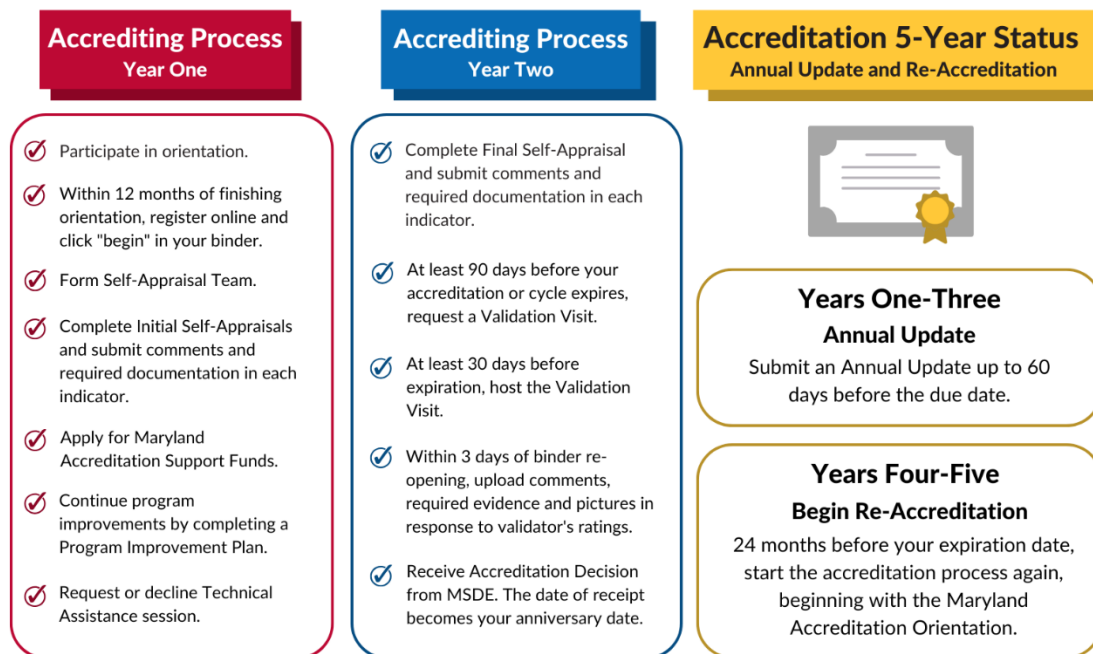 Accrediting Process
Year One
Participate in orientation.
Within 12 months of finishing
orientation, register online and
click "begin" in your binder.
Form Self-Appraisal Team.
Complete Initial Self-Appraisals
and submit comments and
required documentation in each
indicator.
Apply for Maryland
Accreditation Support Funds.
Continue program
improvements by completing a
Program Improvement Plan.
Request or decline Technical
Assistance session.
Accrediting Process
Year Two
Complete Final Self-Appraisal
and submit comments and
required documentation in each
indicator.
At least 90 days before your
accreditation or cycle expires,
request a Validation Visit.
At least 30 days before
expiration, host the Validation
Visit.
Within 3 days of binder re-
opening, upload comments,
required evidence and pictures in
response to validator's ratings.
Receive Accreditation Decision
from MSDE. The date of receipt
becomes your anniversary date.
Accreditation 5-Year Status
Annual Update and Re-Accreditation
Years One-Three
Annual Update
Submit an Annual Update up to 60
days before the due date.
Years Four-Five
Begin Re-Accreditation
24 months before your expiration date,
start the accreditation process again,
beginning with the Maryland
Accreditation Orientation.